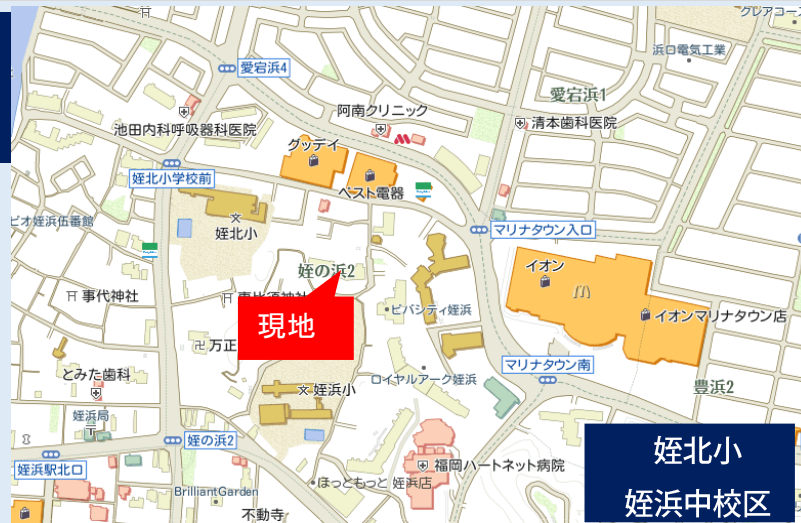 クレアコー
浜口電気工業
愛宕浜4
愛宕浜1
阿南クリニック
清本歯科医院
池田内科呼吸器科医院
グッデイ
姪北小学校前
ベスト電器
ピオ姪浜伍番館
姪北小
マリナタウン入口
イオン
姪の浜2
事代神社
現地
ピバシティ姪浜
イオンマリナタウン店
万正
マリナタウン南
とみた歯科
姪浜小
ロイヤルアーク姪浜
豊浜2
姪浜局
姪の浜2
姪浜駅北口
福岡ハートネット病院
BrilliantGarden
ほっともっと 姪浜店
不動寺
姪北小
姪浜中校区